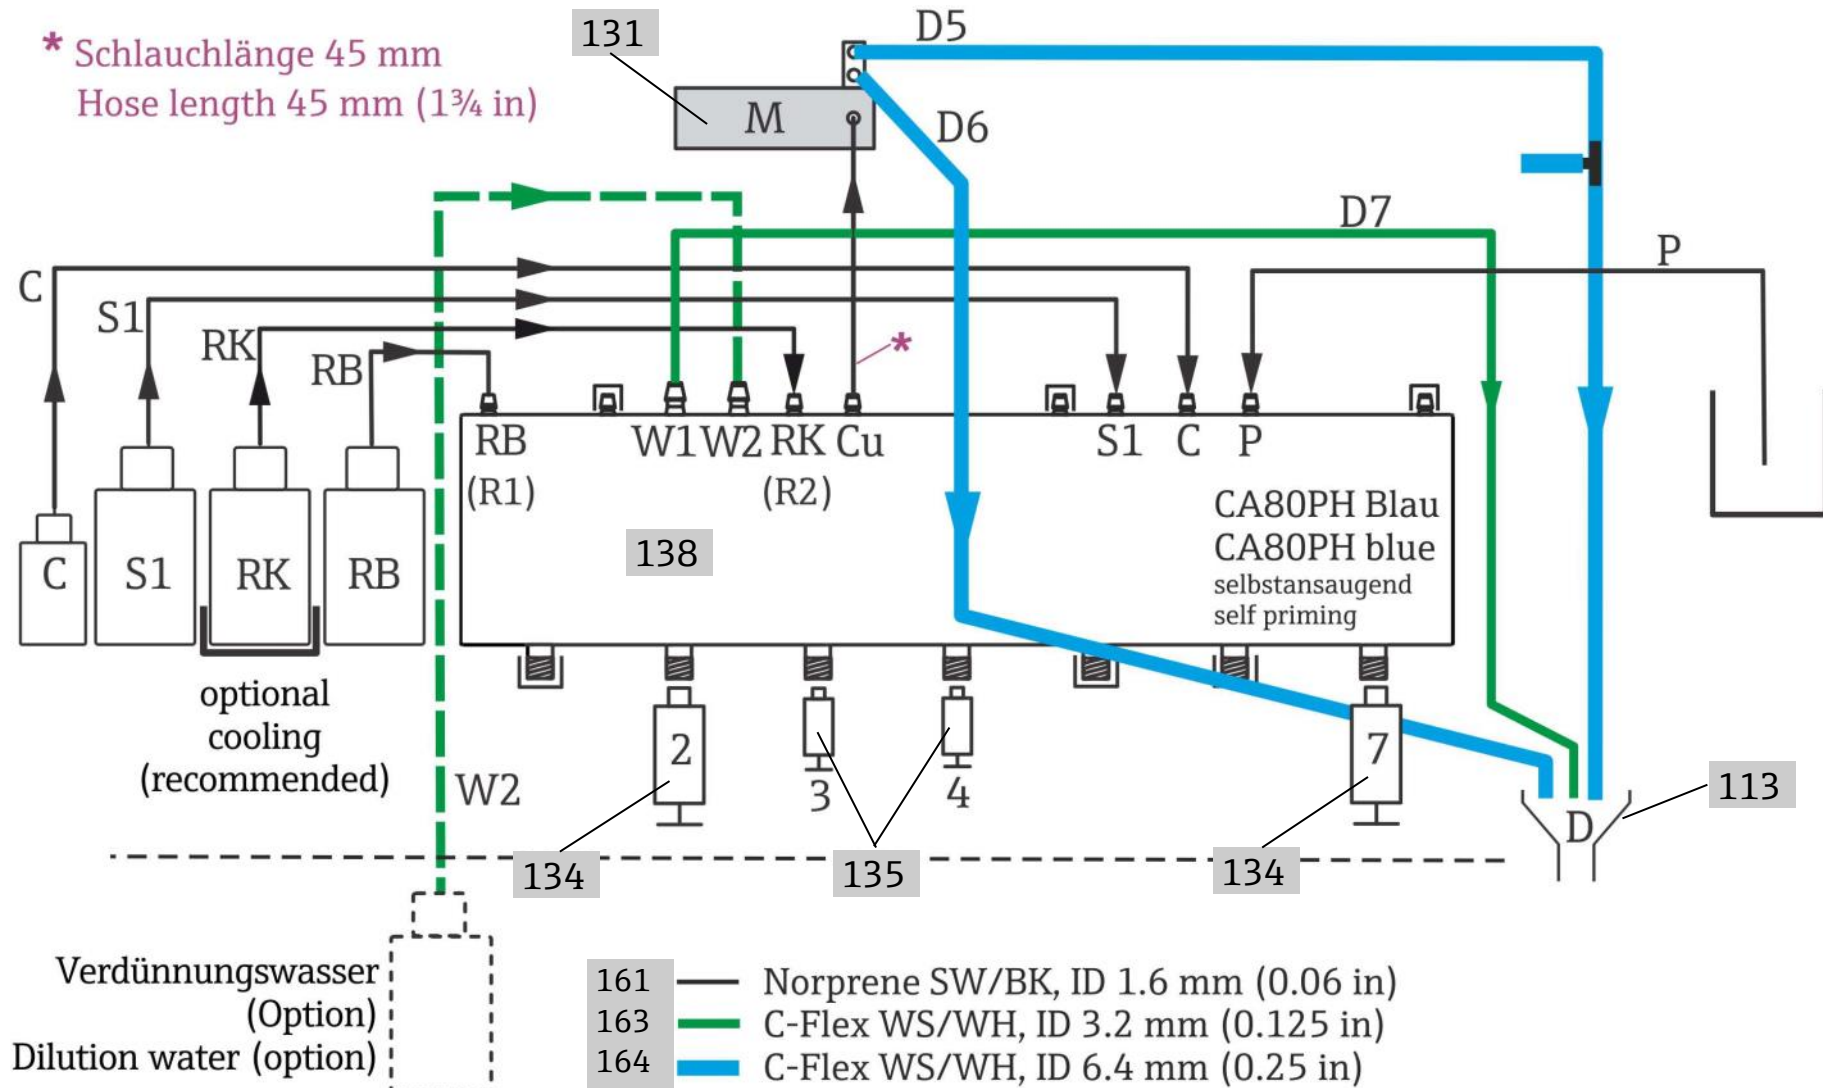 * Schlauchlänge 45 mm
Hose length 45 mm (1¾ in)
131
D5
M
D6
D7
P
C
S1
RK
RB
*
RB
W1
W2
RK
Cu
S1
C
P
(R1)
(R2)
CA80PH Blau
CA80PH blue
selbstansaugend
self priming
138
C
S1
RK
RB
optional
cooling
(recommended)
W2
2
3
4
7
113
D
134
135
134
Verdünnungswasser
(Option)
Dilution water (option)
161 Norprene SW/BK, ID 1.6 mm (0.06 in)
163 C-Flex WS/WH, ID 3.2 mm (0.125 in)
164 C-Flex WS/WH, ID 6.4 mm (0.25 in)